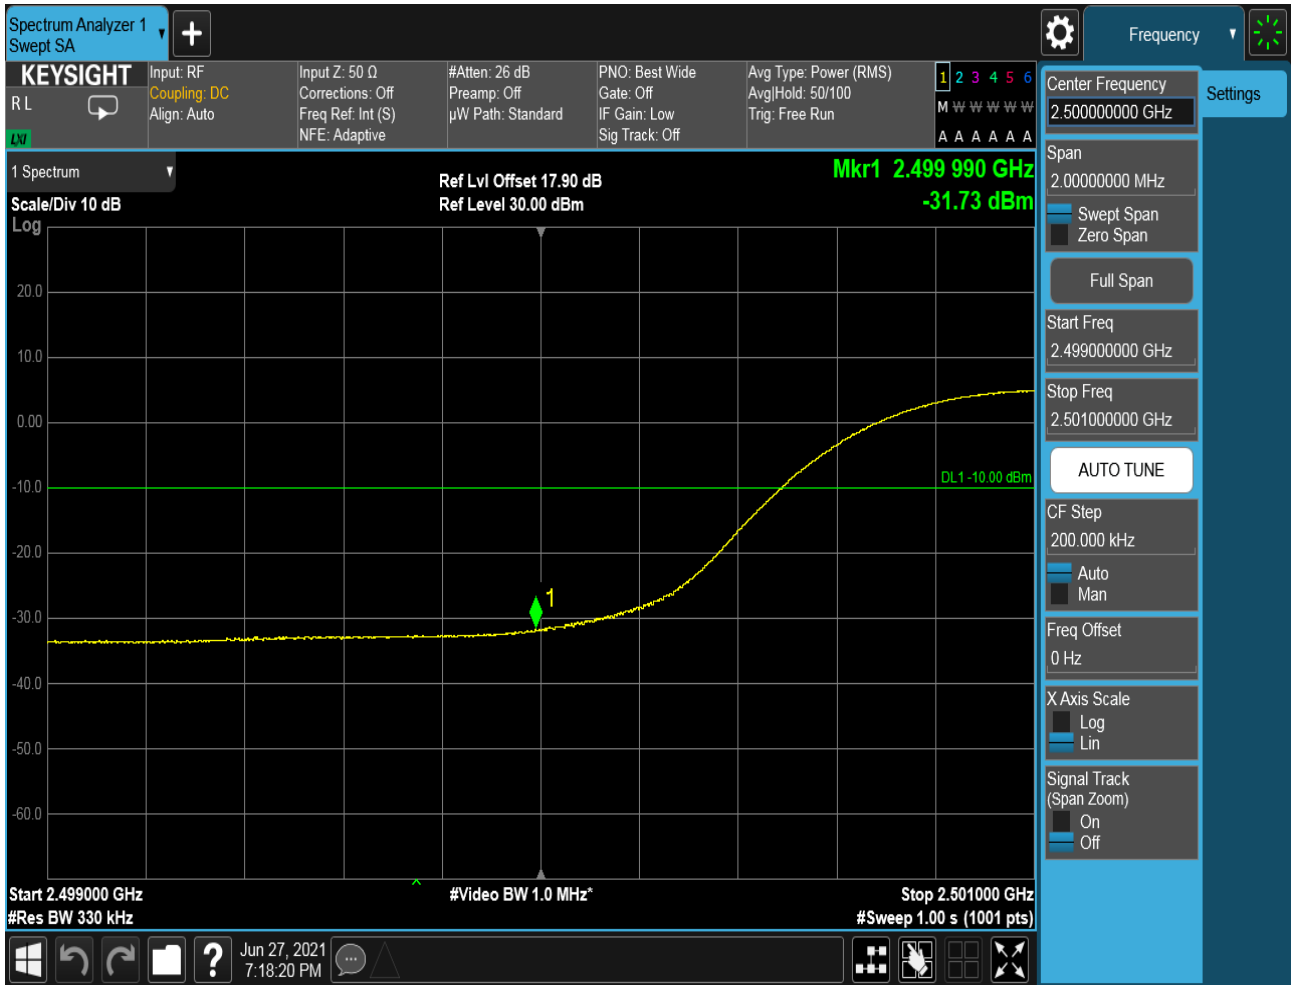 Spectrum Analyzer 1
Swept SA
Frequency
KEYSIGHT
R L
LXI
Input: RF
Coupling: DC
Align: Auto
Input Z: 50 Ω
Corrections: Off
Freq Ref: Int (S)
NFE: Adaptive
#Atten: 26 dB
Preamp: Off
µW Path: Standard
PNO: Best Wide
Gate: Off
IF Gain: Low
Sig Track: Off
Avg Type: Power (RMS)
Avg|Hold: 50/100
Trig: Free Run
1 2 3 4 5 6
M W W W W W
A A A A A A
1 Spectrum
Scale/Div 10 dB
Log
Ref Lvl Offset 17.90 dB
Ref Level 30.00 dBm
Mkr1 2.499 990 GHz
-31.73 dBm
20.0
10.0
0.00
-10.0
-20.0
-30.0
-40.0
-50.0
-60.0
DL1 -10.00 dBm
1
Start 2.499000 GHz
#Res BW 330 kHz
#Video BW 1.0 MHz*
Stop 2.501000 GHz
#Sweep 1.00 s (1001 pts)
Center Frequency
2.500000000 GHz
Settings
Span
2.00000000 MHz
Swept Span
Zero Span
Full Span
Start Freq
2.499000000 GHz
Stop Freq
2.501000000 GHz
AUTO TUNE
CF Step
200.000 kHz
Auto
Man
Freq Offset
0 Hz
X Axis Scale
Log
Lin
Signal Track
(Span Zoom)
On
Off
?
Jun 27, 2021
7:18:20 PM